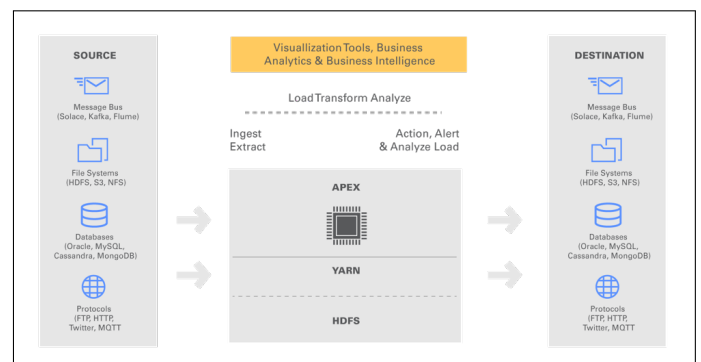 SOURCE
Message Bus
(Solace, Kafka, Flume)
File Systems
(HDFS, S3, NFS)
Databases
(Oracle, MySQL,
Cassandra, MongoDB)
Protocols
(FTP, HTTP,
Twitter, MQTT
Visuallization Tools, Business
Analytics & Business Intelligence
Load Transform Analyze
Ingest
Extract
Action, Alert
& Analyze Load
APEX
YARN
HDFS
DESTINATION
Message Bus
(Solace, Kafka, Flume)
File Systems
(HDFS, S3, NFS)
Databases
(Oracle, MySQL,
Cassandra, MongoDB)
Protocols
(FTP, HTTP,
Twitter, MQTT